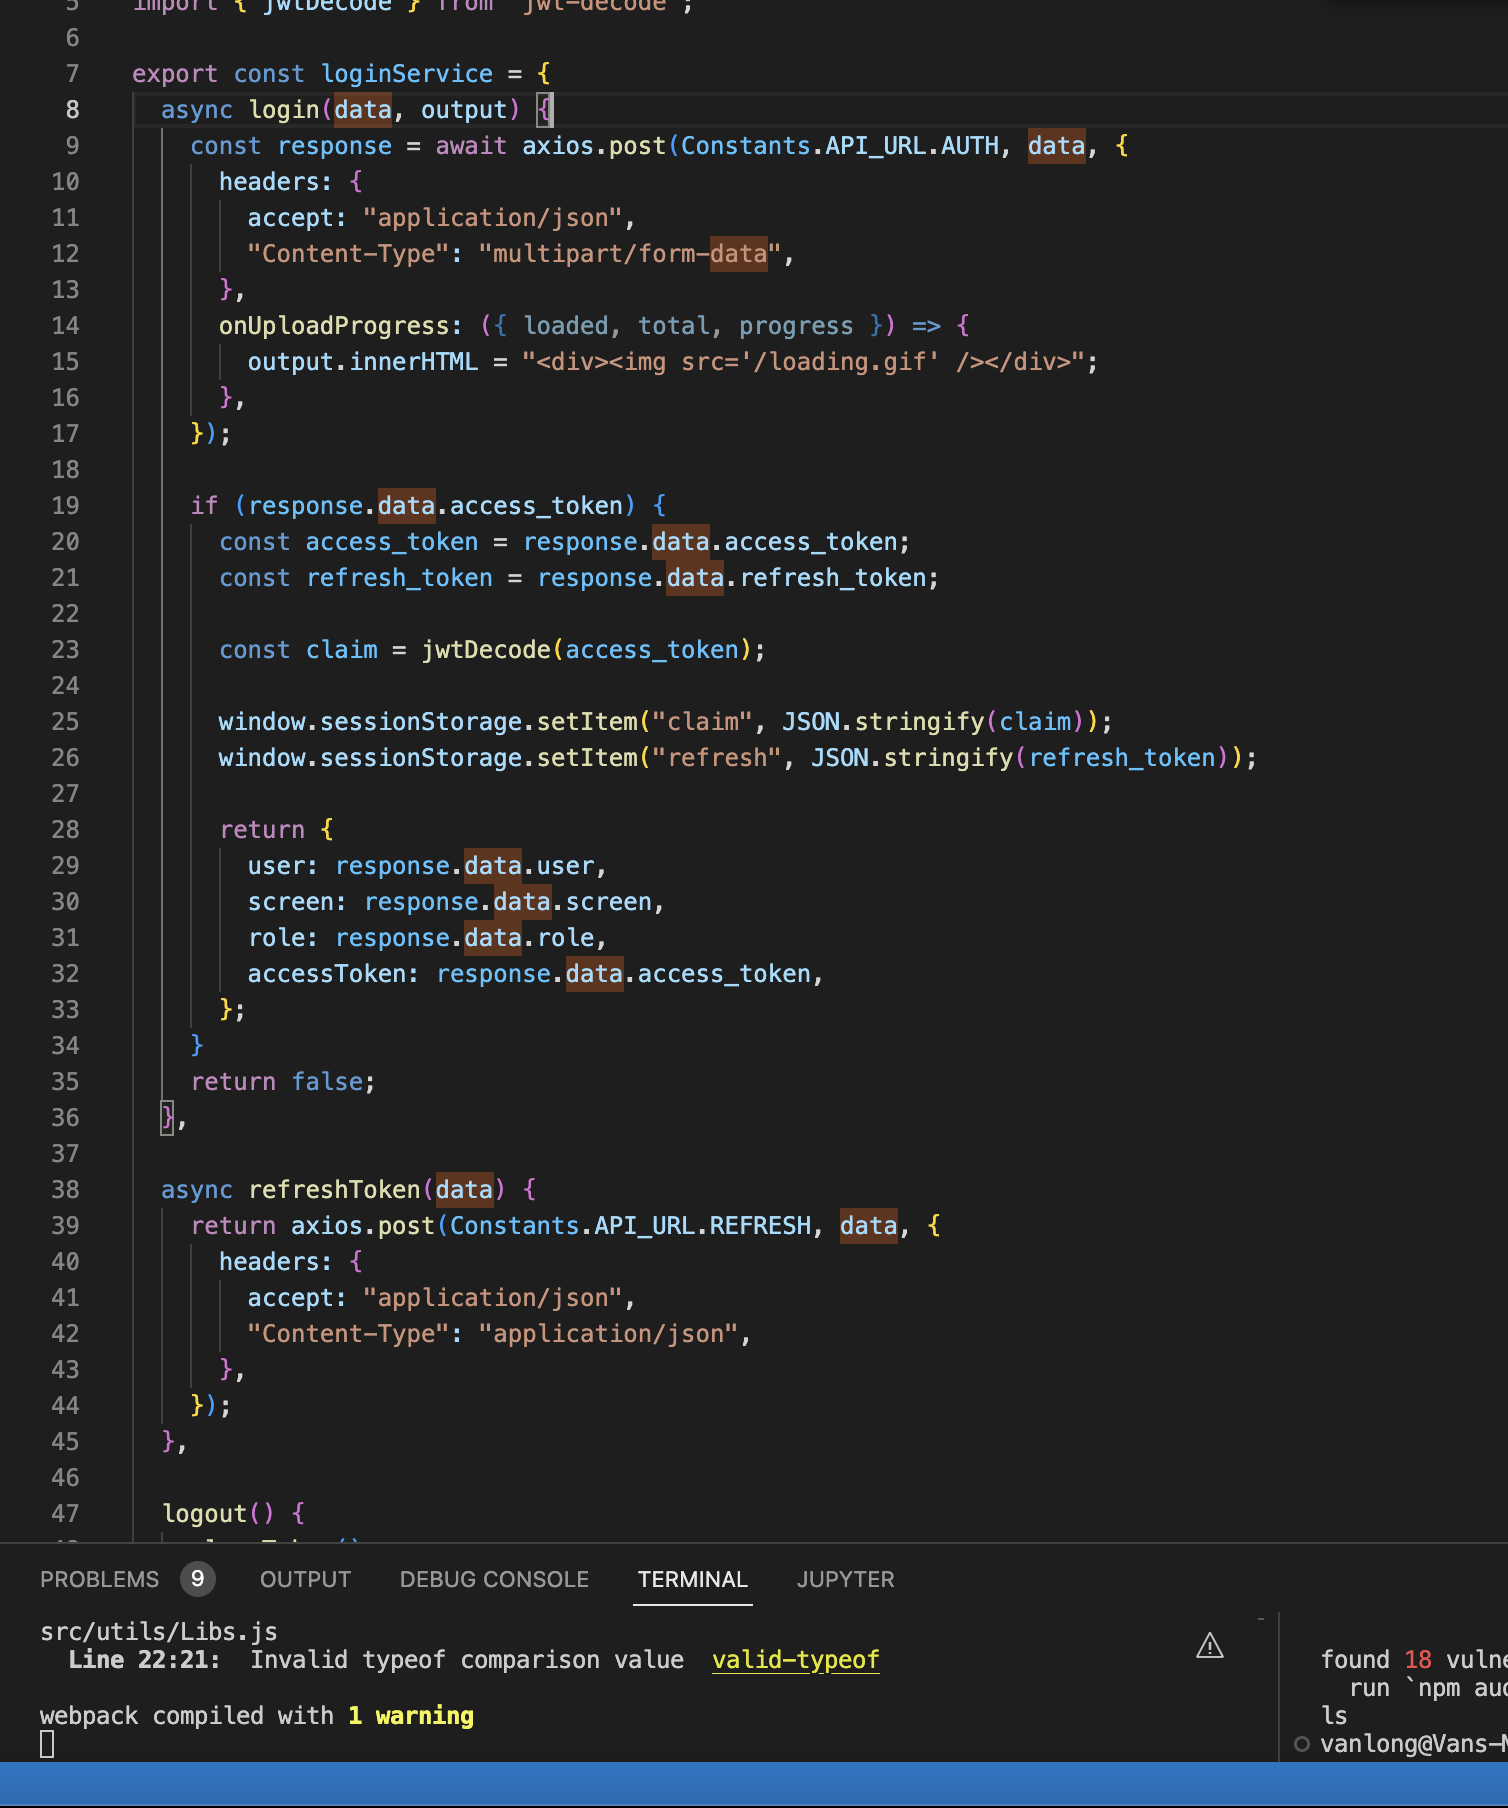 5 import { jwtDecode } from "jwt-decode";
6
7 export const loginService = {
8 async login(data, output) {
9 const response = await axios.post(Constants.API_URL.AUTH, data, {
10 headers: {
11 accept: "application/json",
12 "Content-Type": "multipart/form-data",
13 },
14 onUploadProgress: ({ loaded, total, progress }) => {
15 output.innerHTML = "<div><img src='/loading.gif' /></div>";
16 },
17 });
18
19 if (response.data.access_token) {
20 const access_token = response.data.access_token;
21 const refresh_token = response.data.refresh_token;
22
23 const claim = jwtDecode(access_token);
24
25 window.sessionStorage.setItem("claim", JSON.stringify(claim));
26 window.sessionStorage.setItem("refresh", JSON.stringify(refresh_token));
27
28 return {
29 user: response.data.user,
30 screen: response.data.screen,
31 role: response.data.role,
32 accessToken: response.data.access_token,
33 };
34 }
35 return false;
36 },
37
38 async refreshToken(data) {
39 return axios.post(Constants.API_URL.REFRESH, data, {
40 headers: {
41 accept: "application/json",
42 "Content-Type": "application/json",
43 },
44 });
45 },
46
47 logout() {
PROBLEMS 9 OUTPUT DEBUG CONSOLE TERMINAL JUPYTER
src/utils/Libs.js
Line 22:21: Invalid typeof comparison value valid-typeof
webpack compiled with 1 warning
found 18 vulne
run `npm aud
ls
vanlong@Vans-M